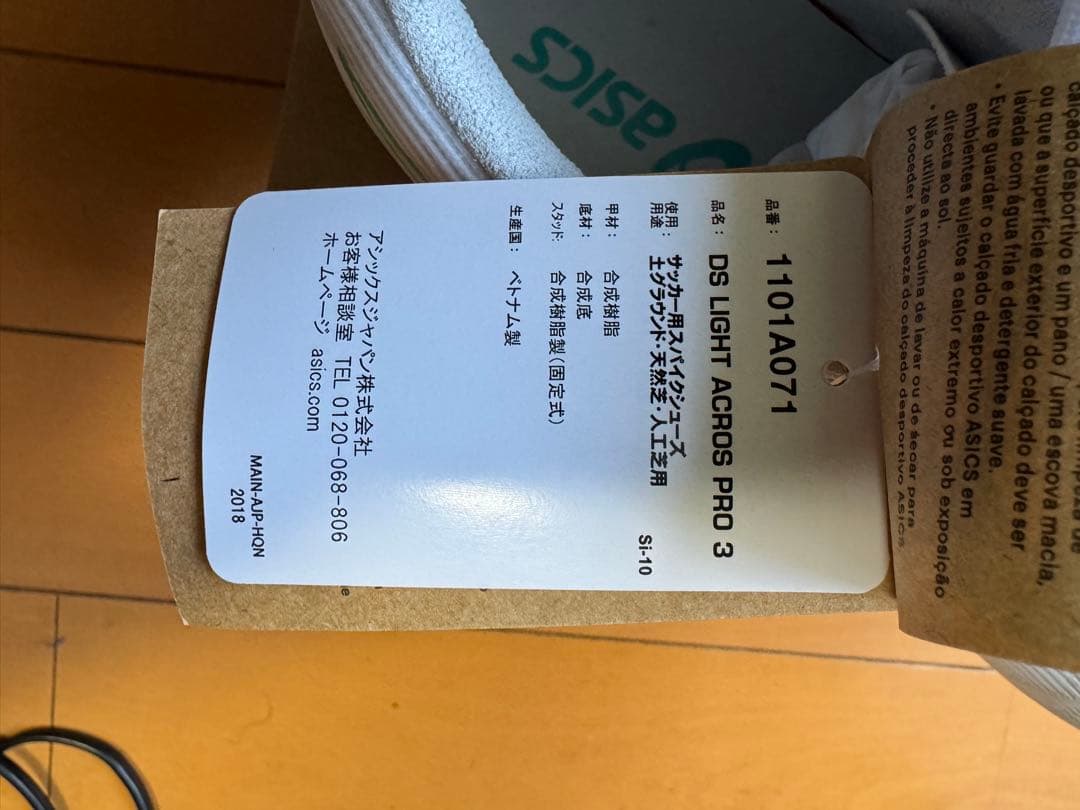 asics
品番： 1101A071
品名： DS LIGHT ACROS PRO 3
使用用途： サッカー用スパイクシューズ
土グラウンド・天然芝・人工芝用
Si-10
甲材： 合成樹脂
底材： 合成底
スタッド： 合成樹脂製(固定式)
生産国： ベトナム製
アシックスジャパン株式会社
お客様相談室 TEL 0120-068-806
ホームページ asics.com
MAIN-AJP-HQN
2018
calçado desportivo e um pano / uma escova macia,
ou que a superfície exterior do calçado deve ser
lavada com água fria e detergente suave.
• Evite guardar o calçado desportivo ASICS em
ambientes sujeitos a calor extremo ou sob exposição
directa ao sol.
• Não utilize a máquina de lavar ou de secar para
proceder à limpeza do calçado desportivo ASICS